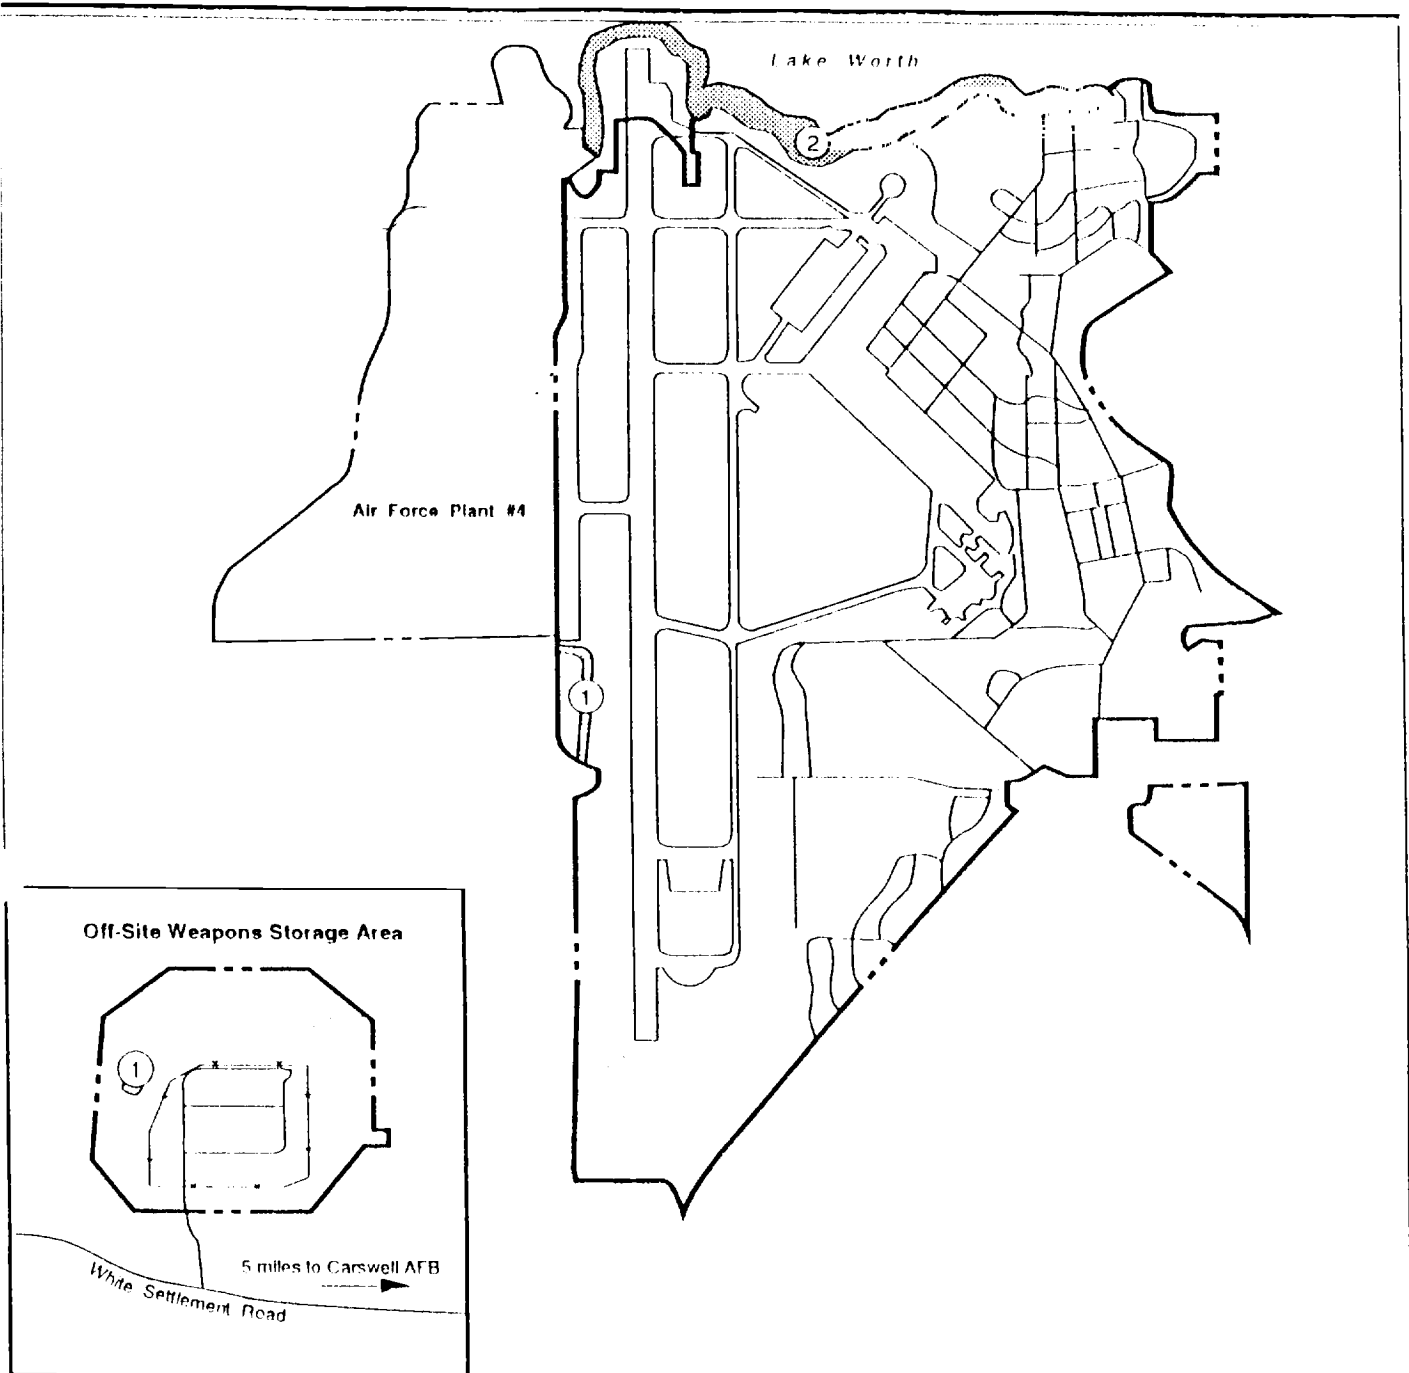 Lake Worth
2
Air Force Plant #4
1
Off-Site Weapons Storage Area
1
5 miles to Carswell AFB
White Settlement Road